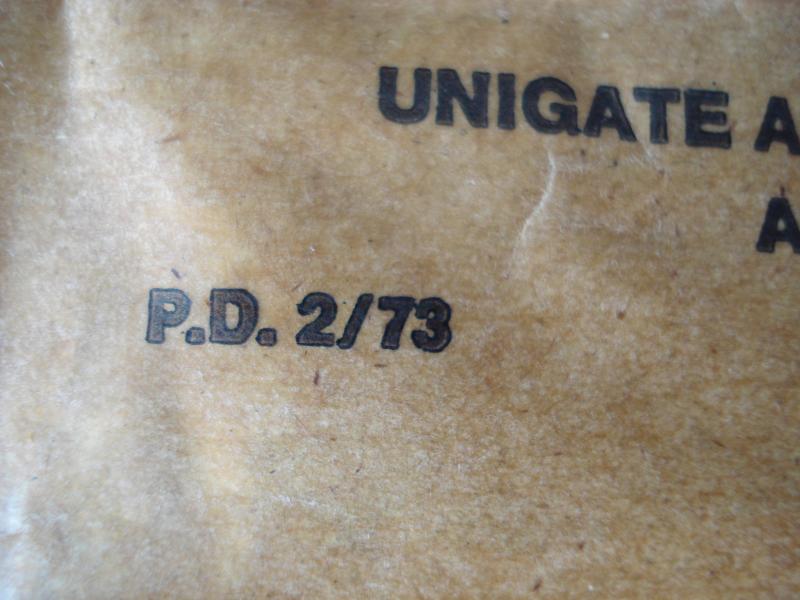 UNIGATE A
A
P.D. 2/73